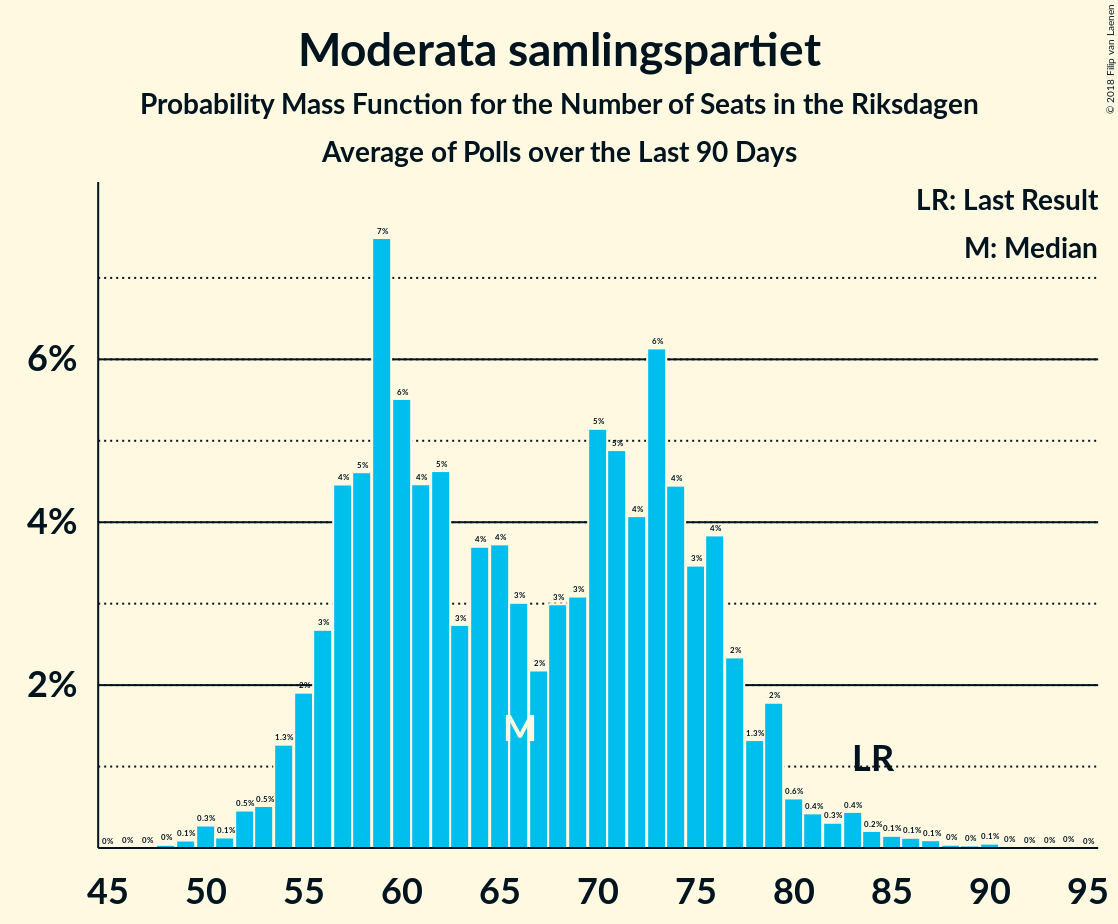 Moderata samlingspartiet
Probability Mass Function for the Number of Seats in the Riksdagen
Average of Polls over the Last 90 Days
© 2018 Filip van Laenen
LR: Last Result
M: Median
6%
4%
2%
0% 0% 0% 0% 0.1% 0.3% 0.1% 0.5% 0.5% 1.3% 2% 3% 4% 5% 7% 6% 4% 5% 3% 4% 4% 3% 2% 3% 3% 5% 5% 4% 6% 4% 3% 4% 2% 1.3% 2% 0.6% 0.4% 0.3% 0.4% 0.2% 0.1% 0.1% 0.1% 0% 0% 0.1% 0% 0% 0% 0% 0%
M
LR
45 50 55 60 65 70 75 80 85 90 95